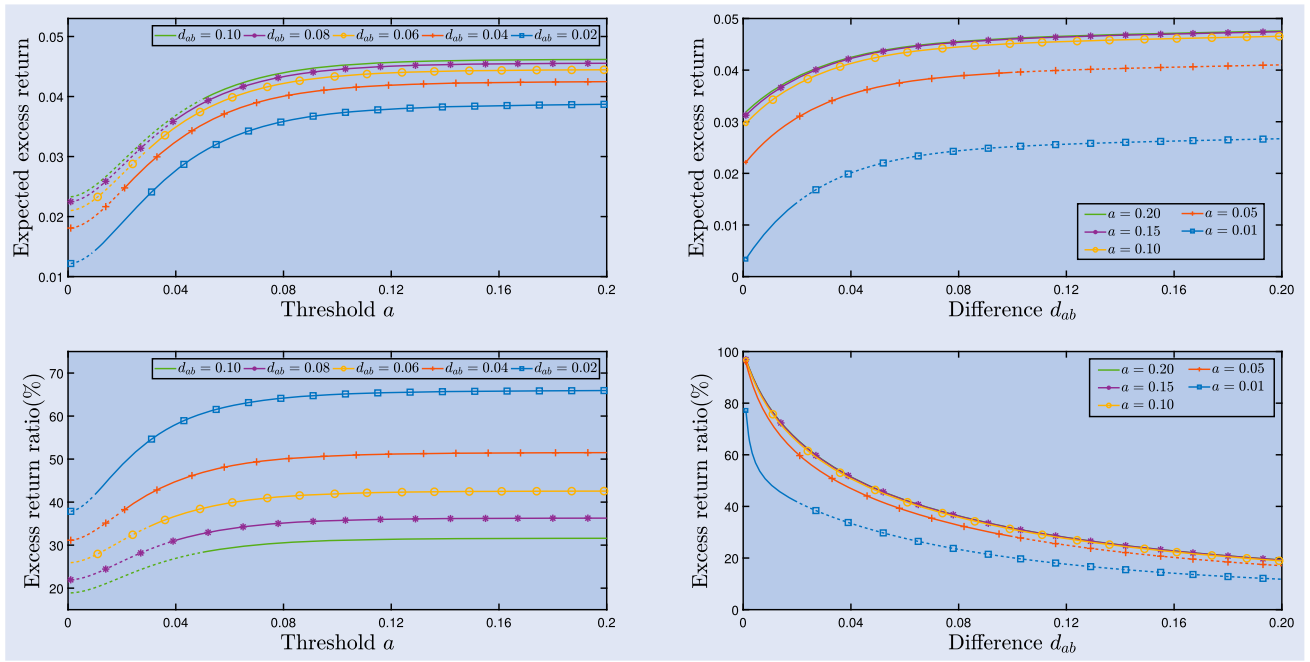 Expected excess return
0.05
0.04
0.03
0.02
0.01
d_ab = 0.10 d_ab = 0.08 d_ab = 0.06 d_ab = 0.04 d_ab = 0.02
0 0.04 0.08 0.12 0.16 0.2
Threshold a
Expected excess return
0.05
0.04
0.03
0.02
0.01
0
a = 0.20 a = 0.05
a = 0.15 a = 0.01
a = 0.10
0 0.04 0.08 0.12 0.16 0.20
Difference d_ab
Excess return ratio(%)
70
60
50
40
30
20
d_ab = 0.10 d_ab = 0.08 d_ab = 0.06 d_ab = 0.04 d_ab = 0.02
0 0.04 0.08 0.12 0.16 0.2
Threshold a
Excess return ratio(%)
100
80
60
40
20
0
a = 0.20 a = 0.05
a = 0.15 a = 0.01
a = 0.10
0 0.04 0.08 0.12 0.16 0.20
Difference d_ab